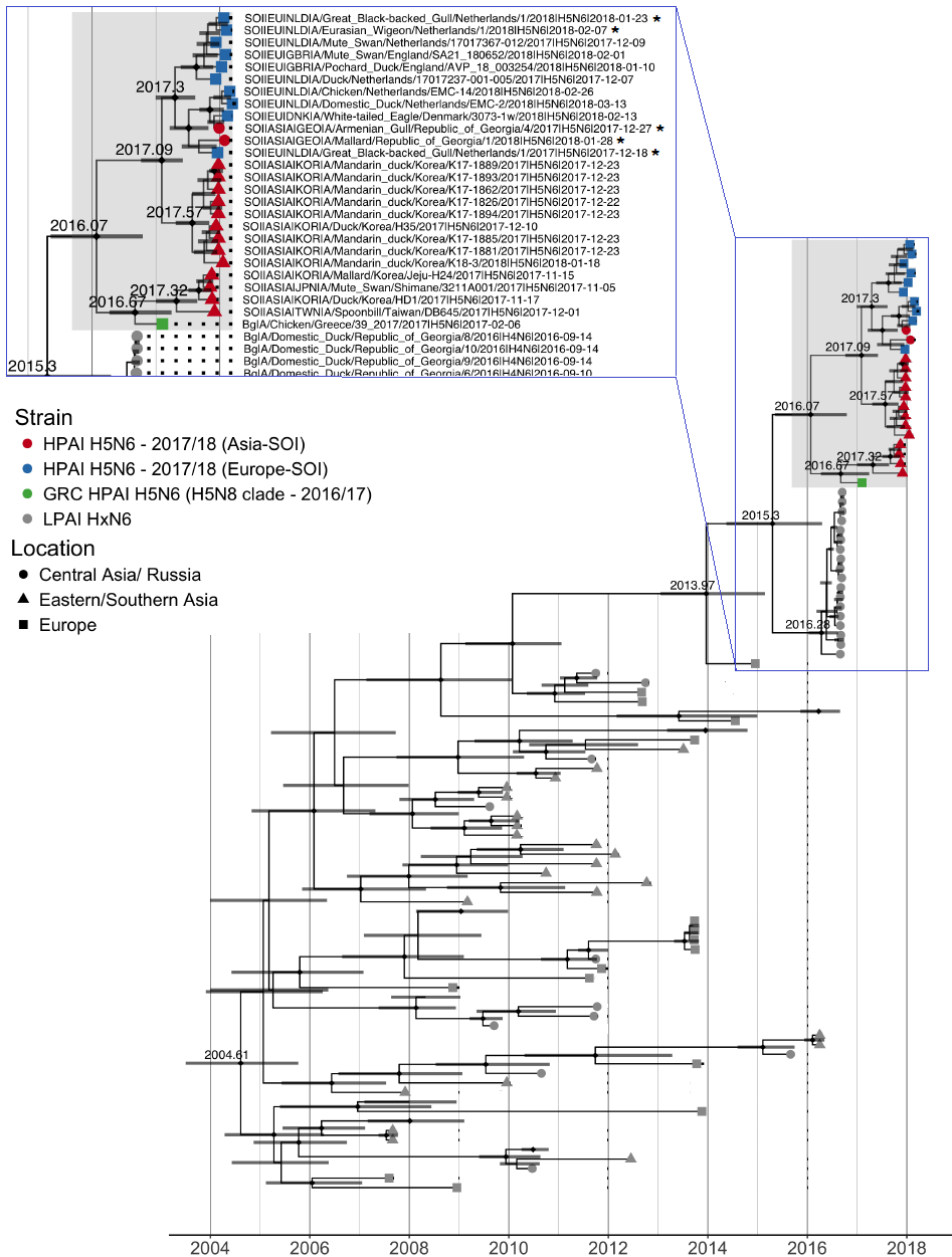 SOI|EU|NLD|A/Great_Black-backed_Gull/Netherlands/1/2018|H5N6|2018-01-23 ★
SOI|EU|NLD|A/Eurasian_Wigeon/Netherlands/1/2018|H5N6|2018-02-07 ★
SOI|EU|NLD|A/Mute_Swan/Netherlands/17017367-012/2017|H5N6|2017-12-09
SOI|EU|GBR|A/Mute_Swan/England/SA21_180652/2018|H5N6|2018-02-01
SOI|EU|GBR|A/Pochard_Duck/England/AVP_18_003254/2018|H5N6|2018-01-10
SOI|EU|NLD|A/Duck/Netherlands/17017237-001-005/2017|H5N6|2017-12-07
2017.3
SOI|EU|NLD|A/Chicken/Netherlands/EMC-14/2018|H5N6|2018-02-26
SOI|EU|NLD|A/Domestic_Duck/Netherlands/EMC-2/2018|H5N6|2018-03-13
SOI|EU|DNK|A/White-tailed_Eagle/Denmark/3073-1w/2018|H5N6|2018-02-13
SOI|ASIA|GEO|A/Armenian_Gull/Republic_of_Georgia/4/2017|H5N6|2017-12-27 ★
SOI|ASIA|GEO|A/Mallard/Republic_of_Georgia/1/2018|H5N6|2018-01-28 ★
2017.09
SOI|EU|NLD|A/Great_Black-backed_Gull/Netherlands/1/2017|H5N6|2017-12-18 ★
SOI|ASIA|KOR|A/Mandarin_duck/Korea/K17-1889/2017|H5N6|2017-12-23
SOI|ASIA|KOR|A/Mandarin_duck/Korea/K17-1893/2017|H5N6|2017-12-23
SOI|ASIA|KOR|A/Mandarin_duck/Korea/K17-1862/2017|H5N6|2017-12-23
SOI|ASIA|KOR|A/Mandarin_duck/Korea/K17-1826/2017|H5N6|2017-12-22
2017.57
SOI|ASIA|KOR|A/Mandarin_duck/Korea/K17-1894/2017|H5N6|2017-12-23
2016.07
SOI|ASIA|KOR|A/Duck/Korea/H35/2017|H5N6|2017-12-10
SOI|ASIA|KOR|A/Mandarin_duck/Korea/K17-1885/2017|H5N6|2017-12-23
SOI|ASIA|KOR|A/Mandarin_duck/Korea/K17-1881/2017|H5N6|2017-12-23
SOI|ASIA|KOR|A/Mandarin_duck/Korea/K18-3/2018|H5N6|2018-01-18
SOI|ASIA|KOR|A/Mallard/Korea/Jeju-H24/2017|H5N6|2017-11-15
2017.32
SOI|ASIA|JPN|A/Mute_Swan/Shimane/3211A001/2017|H5N6|2017-11-05
SOI|ASIA|KOR|A/Duck/Korea/HD1/2017|H5N6|2017-11-17
2016.67
SOI|ASIA|TWN|A/Spoonbill/Taiwan/DB645/2017|H5N6|2017-12-01
Bg|A/Chicken/Greece/39_2017/2017|H5N6|2017-02-06
Bg|A/Domestic_Duck/Republic_of_Georgia/8/2016|H4N6|2016-09-14
Bg|A/Domestic_Duck/Republic_of_Georgia/10/2016|H4N6|2016-09-14
Bg|A/Domestic_Duck/Republic_of_Georgia/9/2016|H4N6|2016-09-14
2015.3
Bg|A/Domestic_Duck/Republic_of_Georgia/6/2016|H4N6|2016-09-10
Strain
HPAI H5N6 - 2017/18 (Asia-SOI)
HPAI H5N6 - 2017/18 (Europe-SOI)
GRC HPAI H5N6 (H5N8 clade - 2016/17)
LPAI HxN6
Location
Central Asia/ Russia
Eastern/Southern Asia
Europe
2017.3
2017.09
2017.57
2016.07
2017.32
2016.67
2015.3
2013.97
2016.28
2004.61
2004 2006 2008 2010 2012 2014 2016 2018